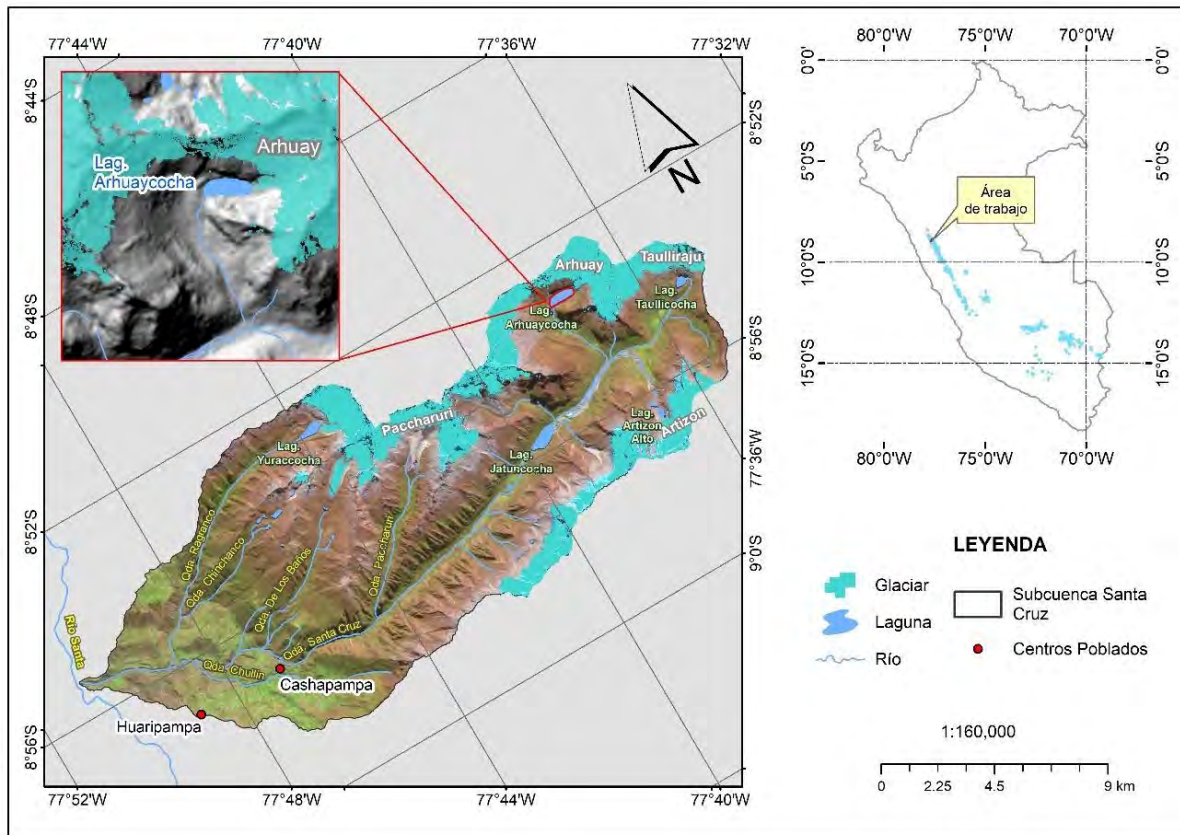 77°44'W
77°40'W
77°36'W
77°32'W
8°44'S
8°48'S
8°52'S
8°56'S
8°52'S
8°56'S
77°36'W
9°0'S
77°52'W
77°48'W
77°44'W
77°40'W
Arhuay
Lag.
Arhuaycocha
N
Arhuay
Taulliraju
Lag.
Arhuaycocha
Lag.
Taullicocha
Paccharuri
Lag.
Artizon
Alto
Artizon
Lag.
Yuraccocha
Lag.
Jatuncocha
Qda. Ragranco
Qda. Chinchanco
Qda. De Los Baños
Qda. Paccharuri
Qda. Santa Cruz
Qda. Chullin
Río Santa
Cashapampa
Huaripampa
80°0'W
75°0'W
70°0'W
0°0'
0°0'
5°0'S
5°0'S
10°0'S
10°0'S
15°0'S
15°0'S
80°0'W
75°0'W
70°0'W
Área
de trabajo
LEYENDA
Glaciar
Laguna
Río
Subcuenca Santa
Cruz
Centros Poblados
1:160,000
0 2.25 4.5 9 km